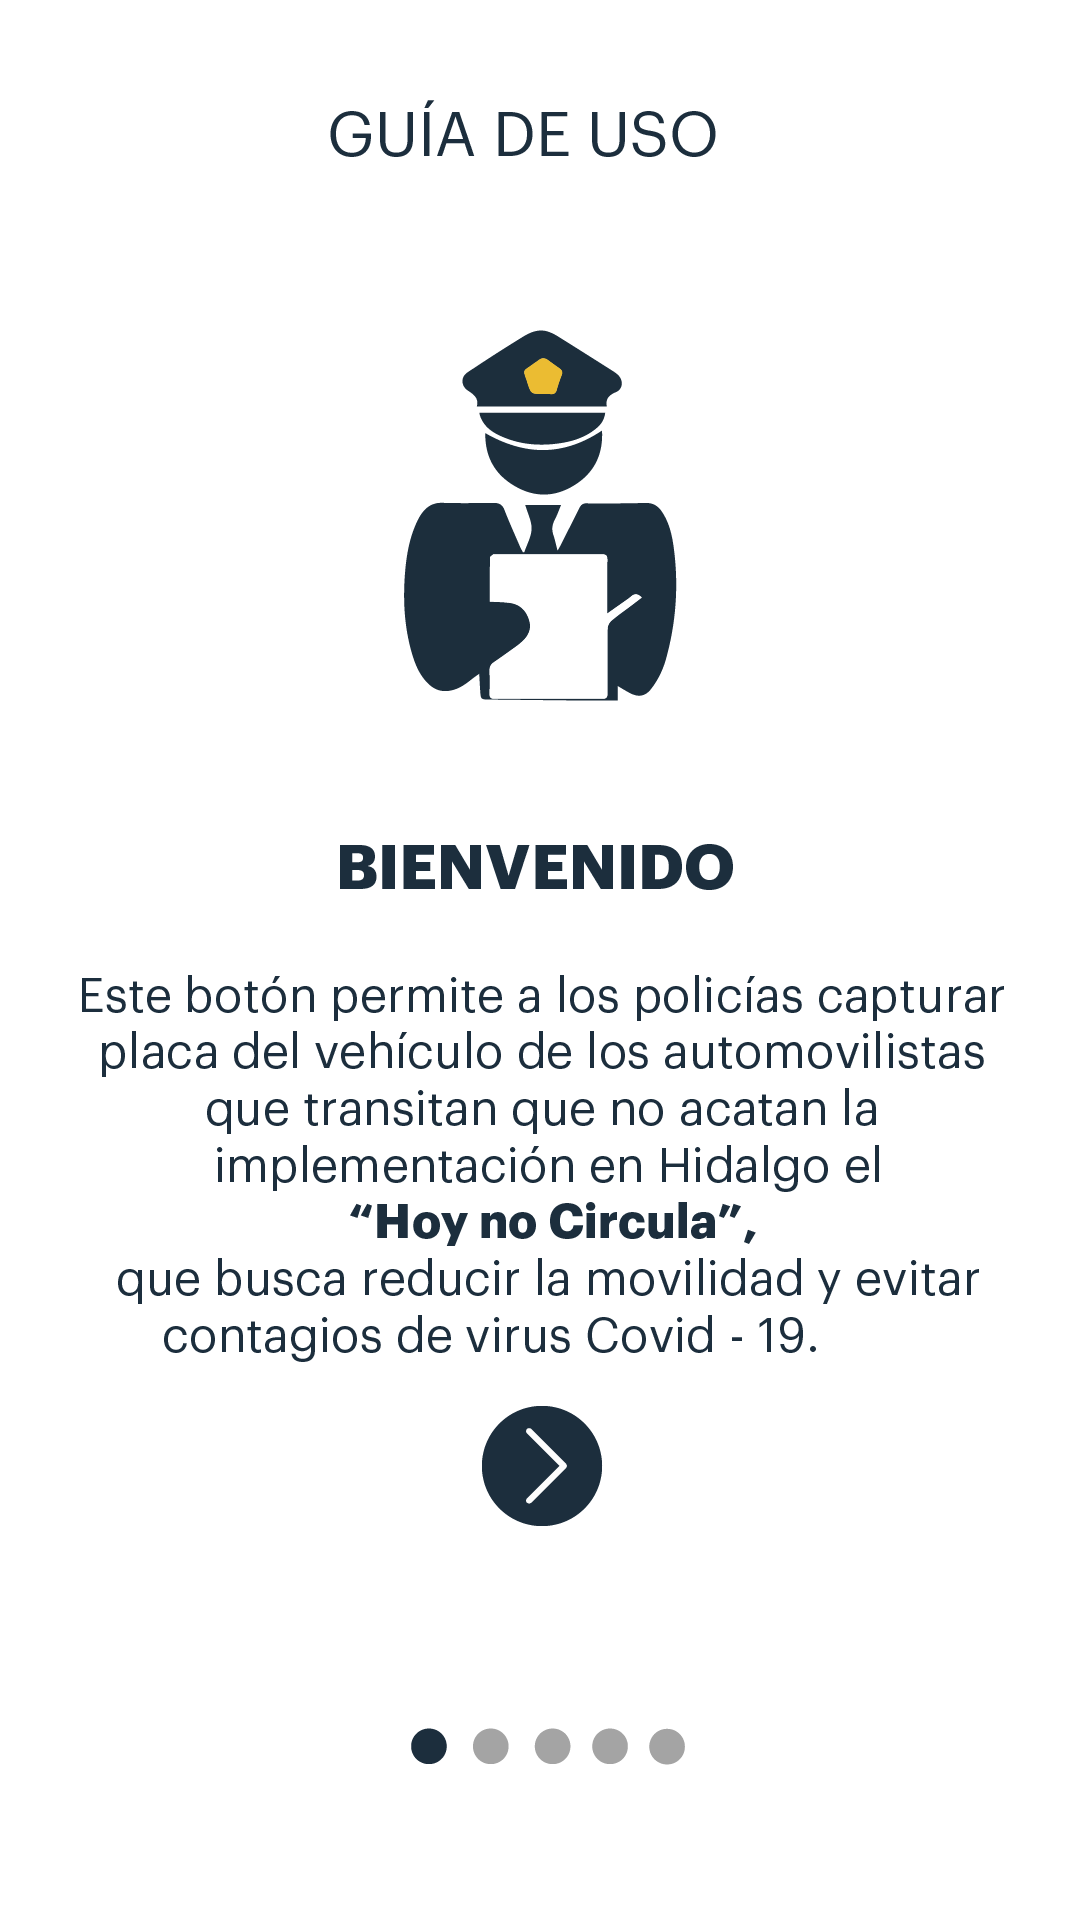 GUÍA DE USO
BIENVENIDO
Este botón permite a los policías capturar
placa del vehículo de los automovilistas
que transitan que no acatan la
implementación en Hidalgo el
“Hoy no Circula”,
que busca reducir la movilidad y evitar
contagios de virus Covid - 19.